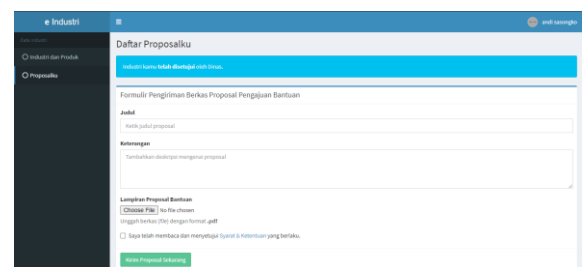 e Industri
andi sasongko
Data Industri
Industri dan Produk
Proposalku
Daftar Proposalku
Industri kamu telah disetujui oleh Dinas.
Formulir Pengiriman Berkas Proposal Pengajuan Bantuan
Judul
Ketik judul proposal
Keterangan
Tambahkan deskripsi mengenai proposal
Lampiran Proposal Bantuan
Choose File No file chosen
Unggah berkas (file) dengan format .pdf
Saya telah membaca dan menyetujui Syarat & Ketentuan yang berlaku.
Kirim Proposal Sekarang